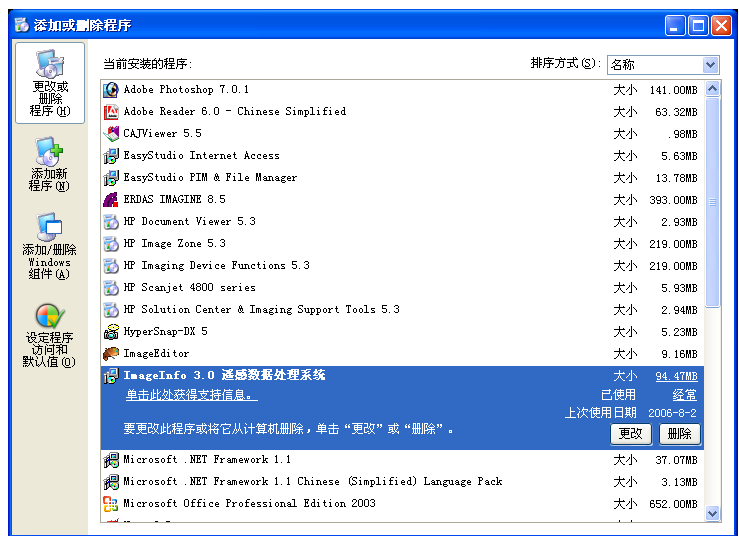 添加或删除程序
更改或
删除
程序(H)
添加新
程序(N)
添加/删除
Windows
组件(A)
设定程序
访问和
默认值(O)
当前安装的程序:
排序方式(S): 名称
Adobe Photoshop 7.0.1 大小 141.00MB
Adobe Reader 6.0 - Chinese Simplified 大小 63.32MB
CAJViewer 5.5 大小 .98MB
EasyStudio Internet Access 大小 5.63MB
EasyStudio PIM & File Manager 大小 13.78MB
ERDAS IMAGINE 8.5 大小 393.00MB
HP Document Viewer 5.3 大小 2.93MB
HP Image Zone 5.3 大小 219.00MB
HP Imaging Device Functions 5.3 大小 219.00MB
HP Scanjet 4800 series 大小 5.93MB
HP Solution Center & Imaging Support Tools 5.3 大小 2.94MB
HyperSnap-DX 5 大小 5.23MB
ImageEditor 大小 9.16MB
ImageInfo 3.0 遥感数据处理系统 大小 94.47MB
单击此处获得支持信息。 已使用 经常
上次使用日期 2006-8-2
要更改此程序或将它从计算机删除，单击“更改”或“删除”。 更改 删除
Microsoft .NET Framework 1.1 大小 37.07MB
Microsoft .NET Framework 1.1 Chinese (Simplified) Language Pack 大小 3.13MB
Microsoft Office Professional Edition 2003 大小 652.00MB